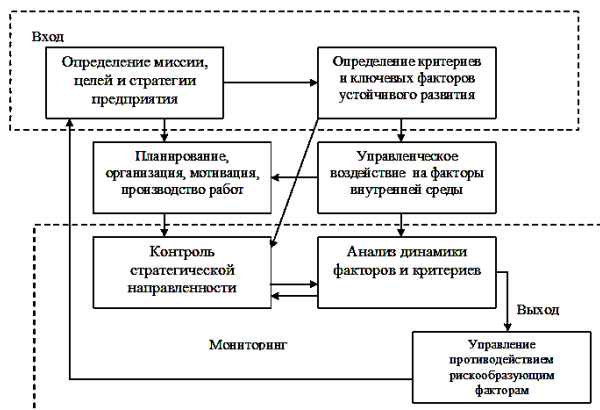 Вход
Определение миссии,
целей и стратегии
предприятия
Определение критериев
и ключевых факторов
устойчивого развития
Планирование,
организация, мотивация,
производство работ
Управленческое
воздействие на факторы
внутренней среды
Контроль
стратегической
направленности
Анализ динамики
факторов и критериев
Выход
Мониторинг
Управление
противодействием
рискообразующим
факторам